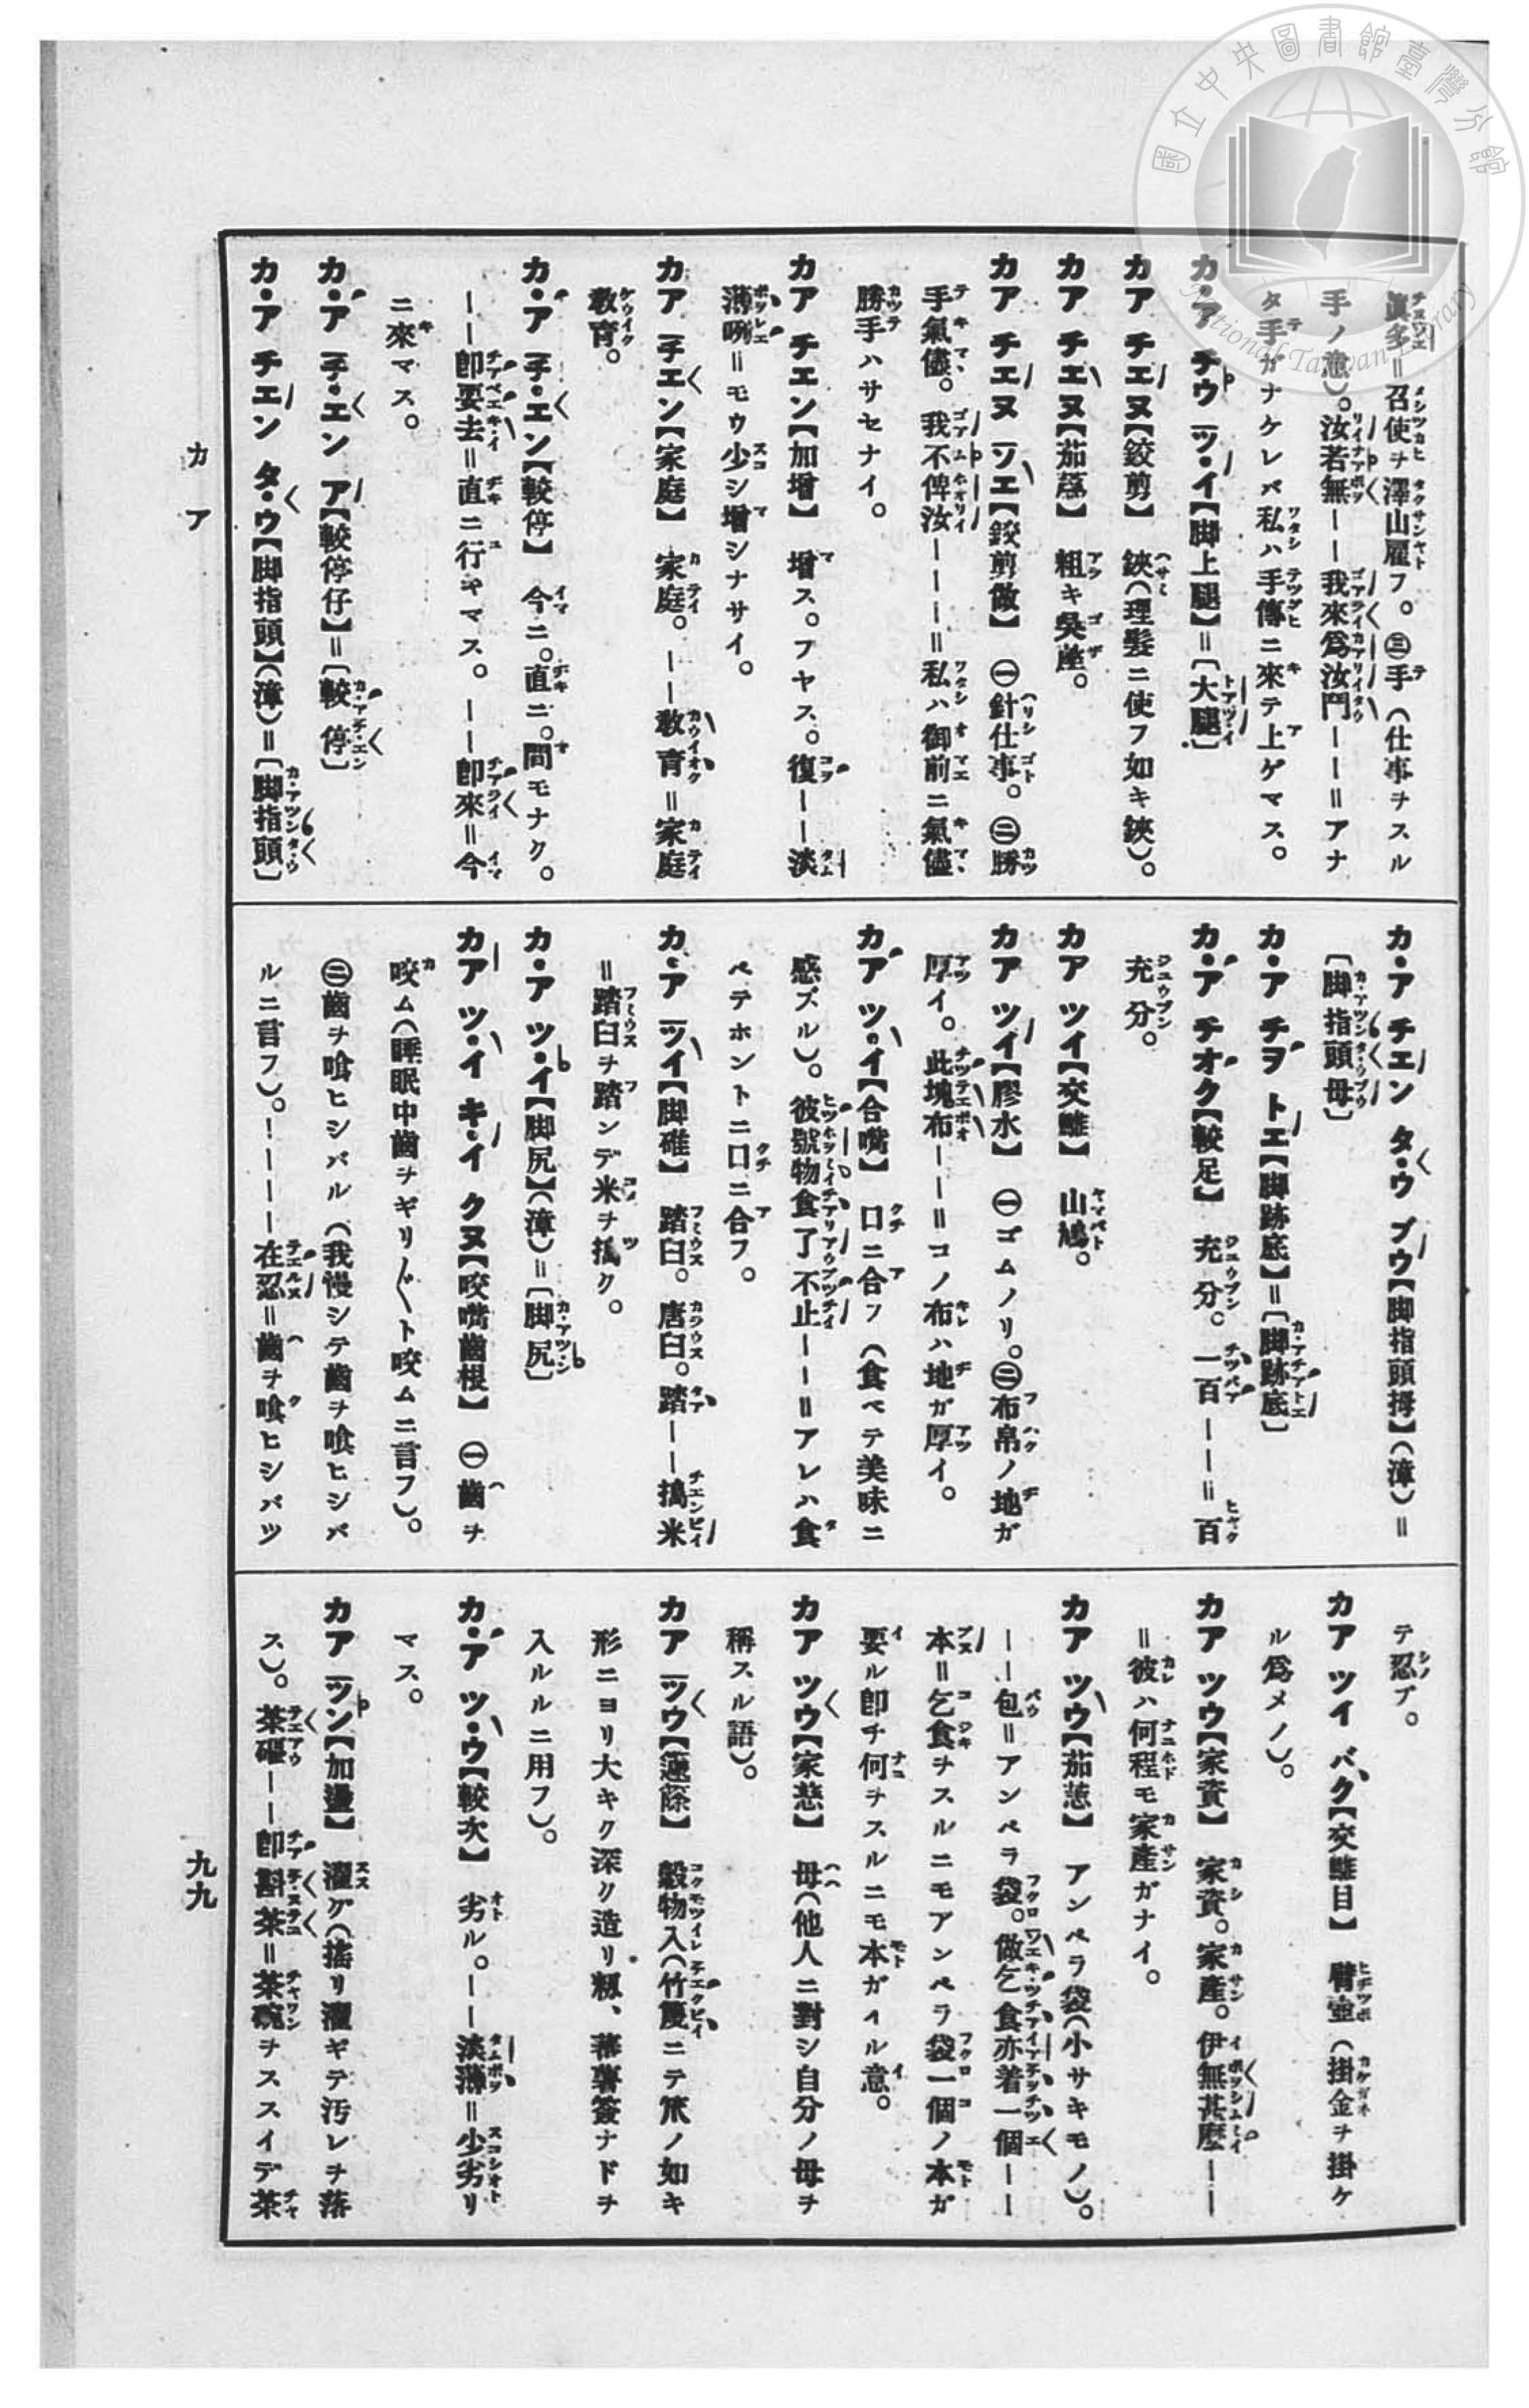 眞多=召使ヲ澤山雇フ。㊂手(仕事ヲスル
手ノ意)。汝若無――我來爲汝鬥――=アナ
タ手ガナケレバ私ハ手傳ニ來テ上ゲマス。
カ・ア チウ ツ・イ【脚上腿】=〔大腿〕
カア チエヌ【鉸剪】 鋏(理髮ニ使フ如キ鋏)。
カア チエヌ【茄荐】 粗キ吳座。
カア チエヌ ソエ【鉸剪做】 ㊀針仕事。㊁勝
手氣儘。我不俾汝――――=私ハ御前ニ氣儘
勝手ハサセナイ。
カア チエン【加增】 增ス。フヤス。復――淡
薄咧=モウ少シ增シナサイ。
カア チエン【家庭】 家庭。――敎育=家庭
敎育。
カ・ア チ・エン【較停】 今ニ。直ニ。間モナク。
――卽要去=直ニ行キマス。――卽來=今
ニ來マス。
カ・ア チ・エン ア【較停仔】=〔較停〕
カ・ア チエン タ・ウ【脚指頭】(漳)=〔脚指頭〕
カ・ア チエン タ・ウ ブウ【脚指頭拇】(漳)=
〔脚指頭母〕
カ・ア チヲ トエ【脚跡底】=〔脚跡底〕
カ・ア チオク【較足】 充分。一百――=百
充分。
カア ツイ【交鵻】 山鳩。
カア ツイ【膠水】 ㊀ゴムノリ。㊁布帛ノ地ガ
厚イ。此塊布――=コノ布ハ地ガ厚イ。
カア ツ・イ【合嘴】 口ニ合フ(食ベテ美味ニ
感ズル)。彼號物食了不止――=アレハ食
ベテホントニ口ニ合フ。
カ・ア ツイ【脚碓】 踏臼。唐臼。踏――搗米
=踏臼ヲ踏ンデ米ヲ搗ク。
カ・ア ツ・イ【脚尻】(漳)=〔脚尻〕
カア ツ・イ キ・イ クヌ【咬嘴齒根】 ㊀齒ヲ
咬ム(睡眠中齒ヲギリ〱ト咬ムニ言フ)。
㊁齒ヲ喰ヒシバル(我慢シテ齒ヲ喰ヒシバ
ルニ言フ)。――――在忍=齒ヲ喰ヒシバツ
テ忍ブ。
カア ツイ バク【交鵻目】 臂壺(掛金ヲ掛ケ
ル爲メノ)。
カア ツウ【家資】 家資。家産。伊無甚麼――
=彼ハ何程モ家産ガナイ。
カア ツウ【茄苴】 アンペラ袋(小サキモノ)。
――包=アンペラ袋。做乞食亦着一個――
本=乞食ヲスルニモアンペラ袋一個ノ本ガ
要ル卽チ何ヲスルニモ本ガイル意。
カア ツウ【家慈】 母(他人ニ對シ自分ノ母ヲ
稱スル語)。
カア ツウ 穀物入(竹篾ニテ笊ノ如キ
形ニヨリ大キク深ク造リ籾、蕃薯簽ナドヲ
入ルルニ用フ)。
カ・ア ツ・ウ【較次】 劣ル。――淡薄=少劣リ
マス。
カア ツン【加盪】 濯グ(搖リ濯ギテ汚レヲ落
ス)。茶甌――卽斟茶=茶碗ヲススイデ茶
カ ア
九九
國立中央圖書館臺灣分館
National Taiwan Library